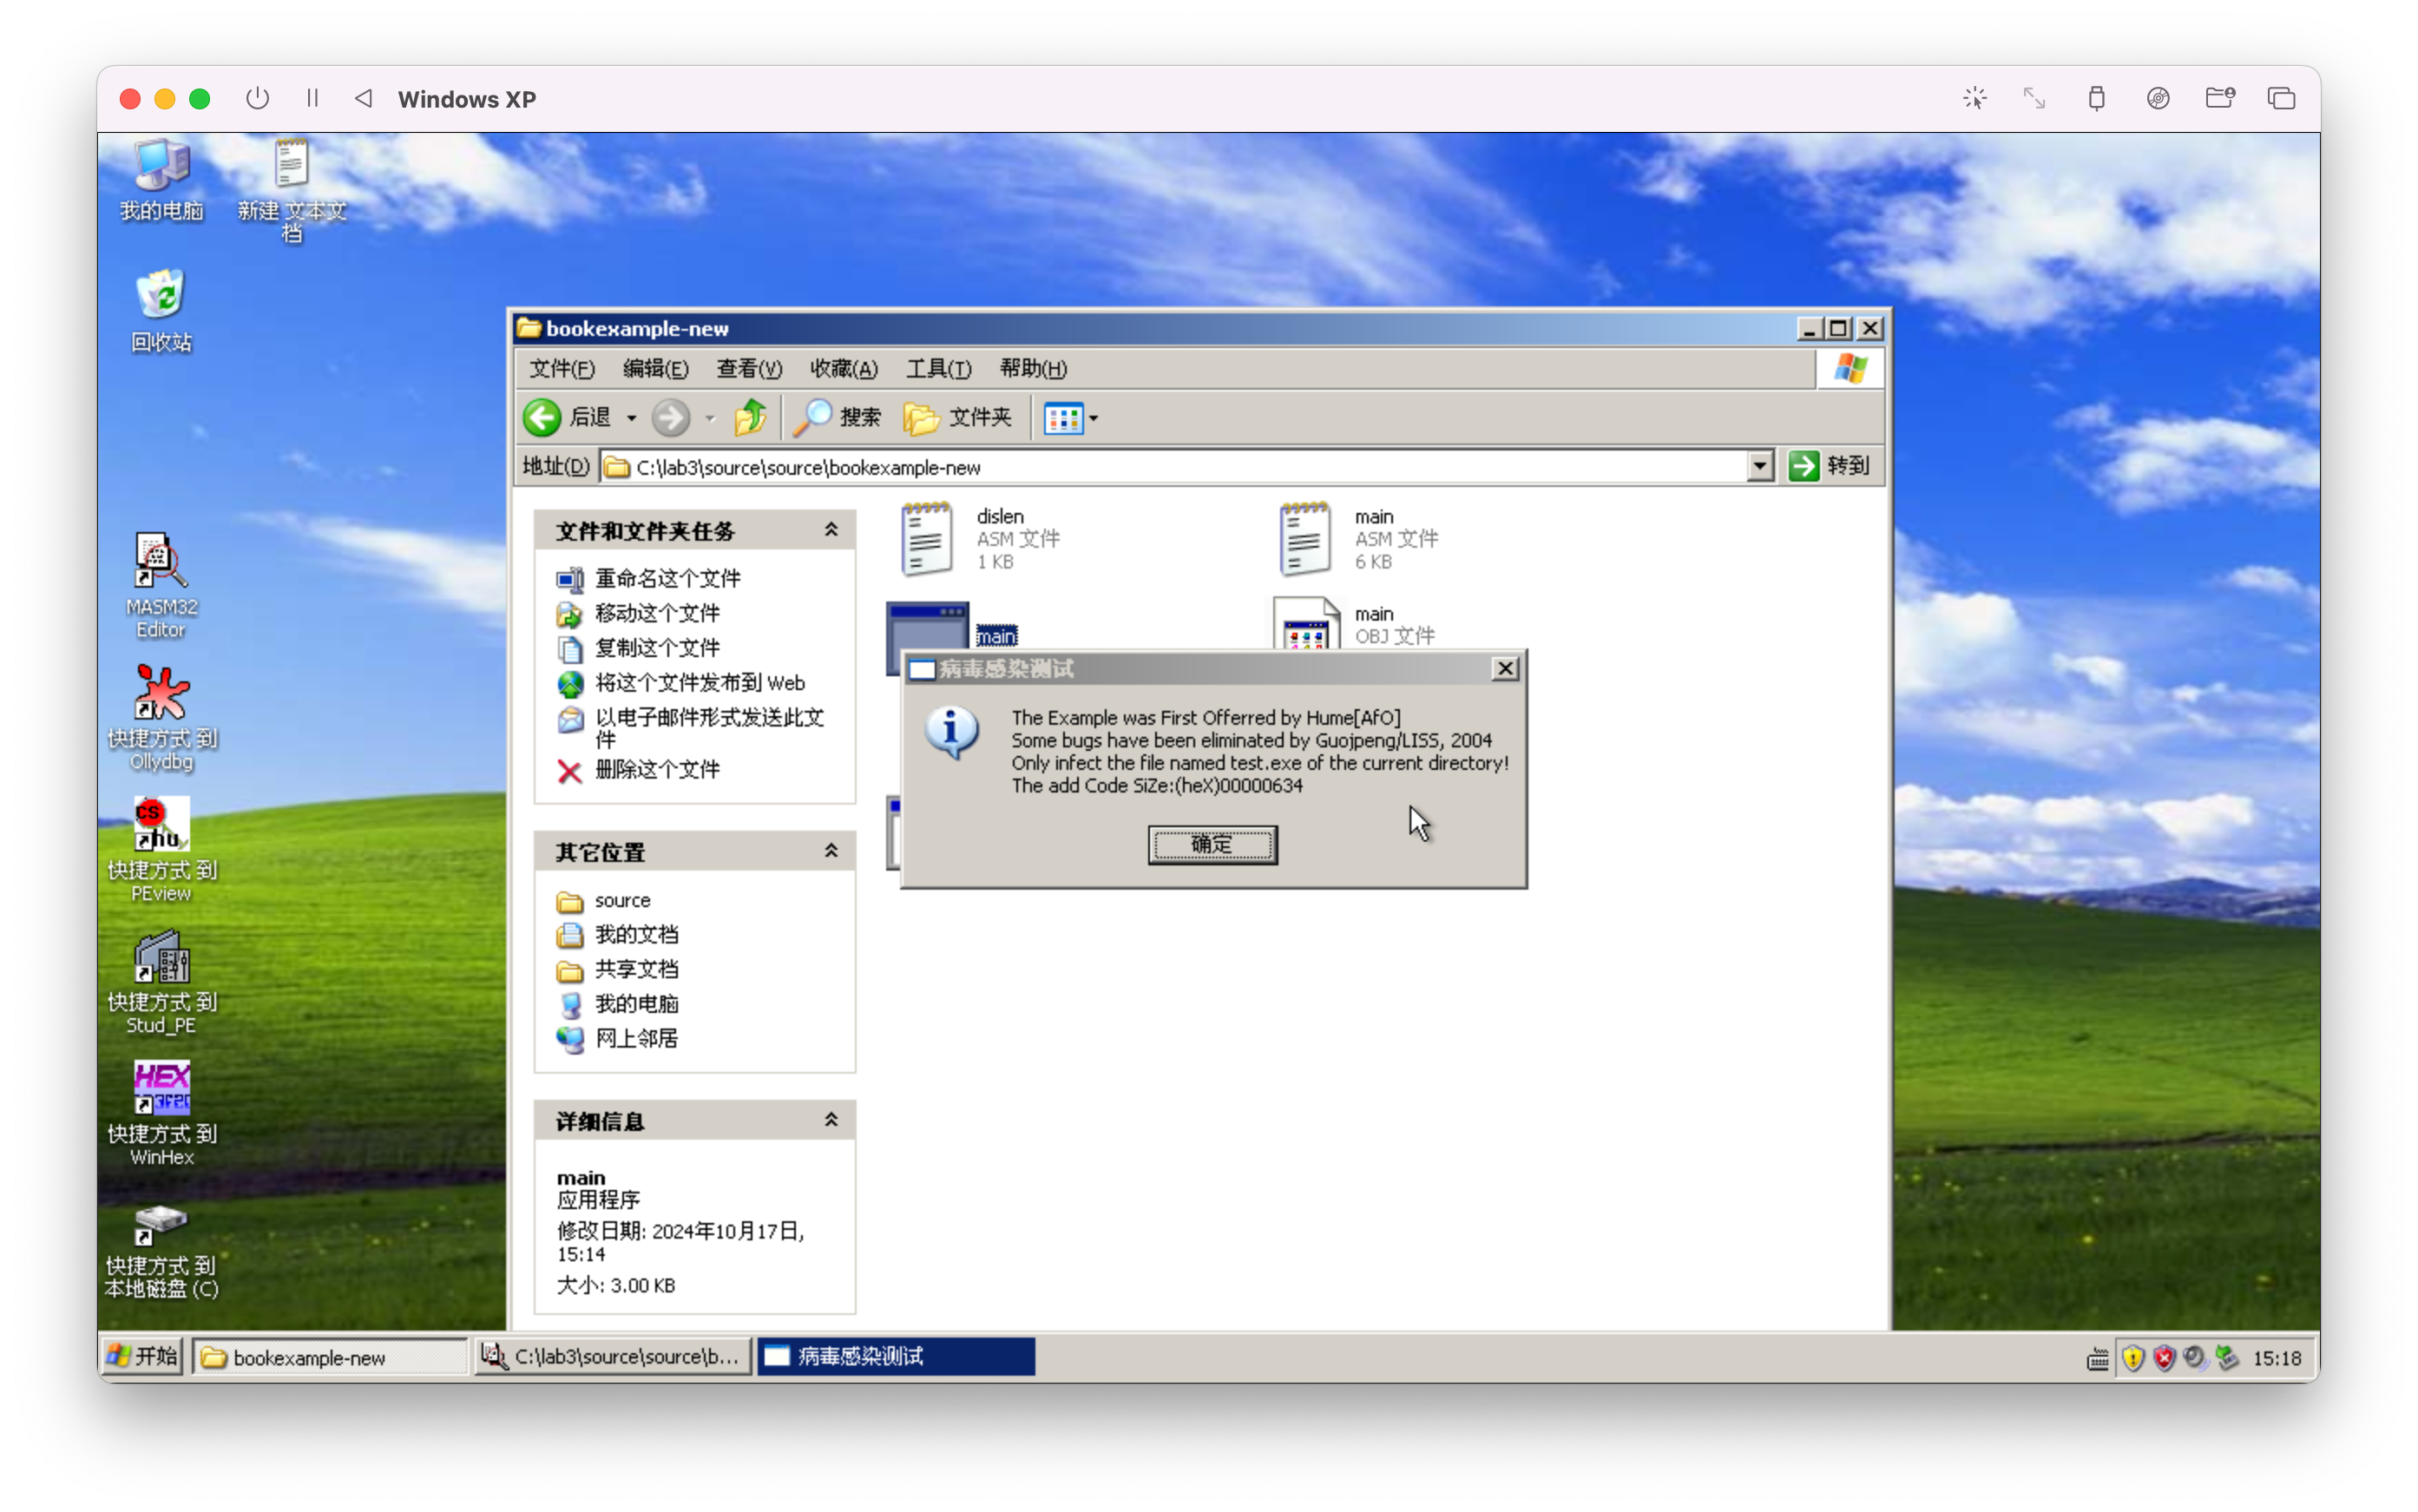 Windows XP
我的电脑
新建 文本文
档
回收站
MASM32
Editor
快捷方式 到
Ollydbg
快捷方式 到
PEview
快捷方式 到
Stud_PE
HEX
快捷方式 到
WinHex
快捷方式 到
本地磁盘 (C)
bookexample-new
文件(F) 编辑(E) 查看(V) 收藏(A) 工具(T) 帮助(H)
后退 搜索 文件夹
地址(D) C:\lab3\source\source\bookexample-new 转到
文件和文件夹任务
重命名这个文件
移动这个文件
复制这个文件
将这个文件发布到 Web
以电子邮件形式发送此文
件
删除这个文件
其它位置
source
我的文档
共享文档
我的电脑
网上邻居
详细信息
main
应用程序
修改日期: 2024年10月17日,
15:14
大小: 3.00 KB
dislen
ASM 文件
1 KB
main
ASM 文件
6 KB
main
main
OBJ 文件
病毒感染测试
The Example was First Offerred by Hume[AfO]
Some bugs have been eliminated by Guojpeng/LISS, 2004
Only infect the file named test.exe of the current directory!
The add Code SiZe:(heX)00000634
确定
开始 bookexample-new C:\lab3\source\source\b... 病毒感染测试 15:18